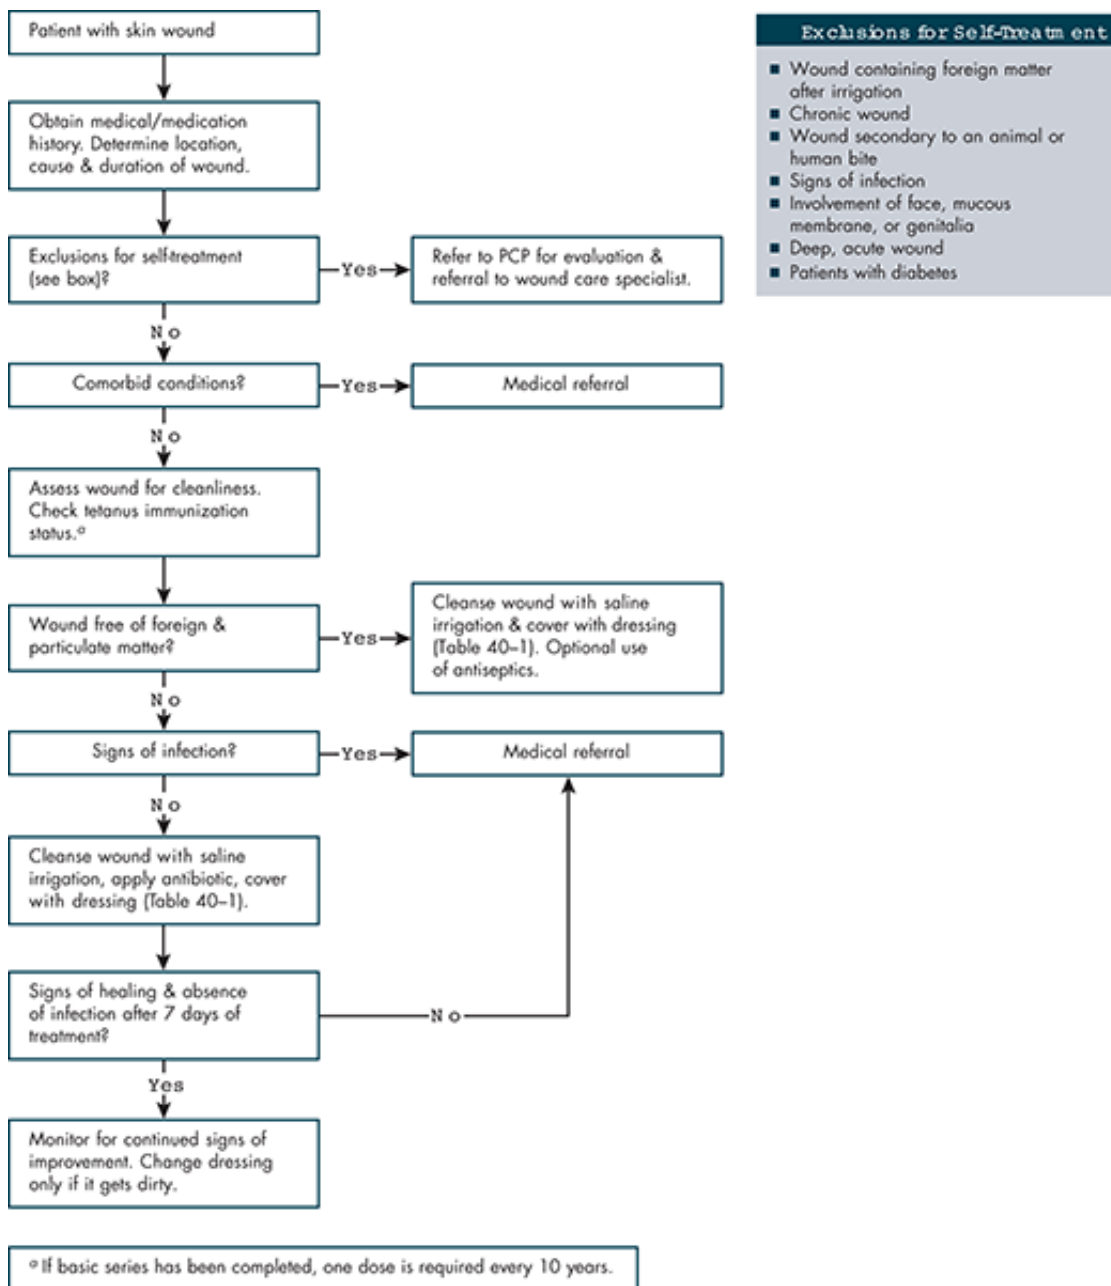 Patient with skin wound
Obtain medical/medication
history. Determine location,
cause & duration of wound.
Exclusions for self-treatment
(see box)?
Yes
Refer to PCP for evaluation &
referral to wound care specialist.
No
Comorbid conditions?
Yes
Medical referral
No
Assess wound for cleanliness.
Check tetanus immunization
status.a
Wound free of foreign &
particulate matter?
Yes
Cleanse wound with saline
irrigation & cover with dressing
(Table 40–1). Optional use
of antiseptics.
No
Signs of infection?
Yes
Medical referral
No
Cleanse wound with saline
irrigation, apply antibiotic, cover
with dressing (Table 40–1).
Signs of healing & absence
of infection after 7 days of
treatment?
No
Yes
Monitor for continued signs of
improvement. Change dressing
only if it gets dirty.
a If basic series has been completed, one dose is required every 10 years.
Exclusions for Self-Treatment
■ Wound containing foreign matter
after irrigation
■ Chronic wound
■ Wound secondary to an animal or
human bite
■ Signs of infection
■ Involvement of face, mucous
membrane, or genitalia
■ Deep, acute wound
■ Patients with diabetes